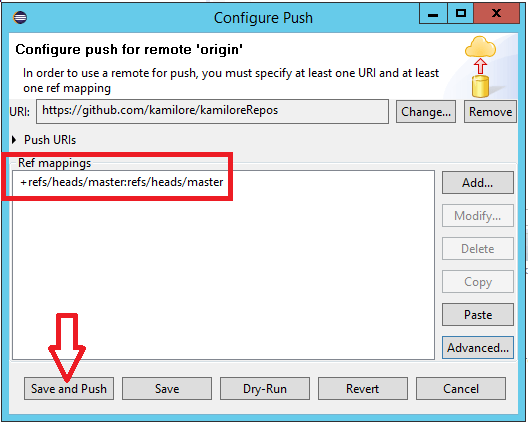 Configure Push
Configure push for remote 'origin'
In order to use a remote for push, you must specify at least one URI and at least
one ref mapping
URI: https://github.com/kamilore/kamiloreRepos Change... Remove
Push URIs
Ref mappings
+refs/heads/master:refs/heads/master
Add...
Modify...
Delete
Copy
Paste
Advanced...
Save and Push Save Dry-Run Revert Cancel